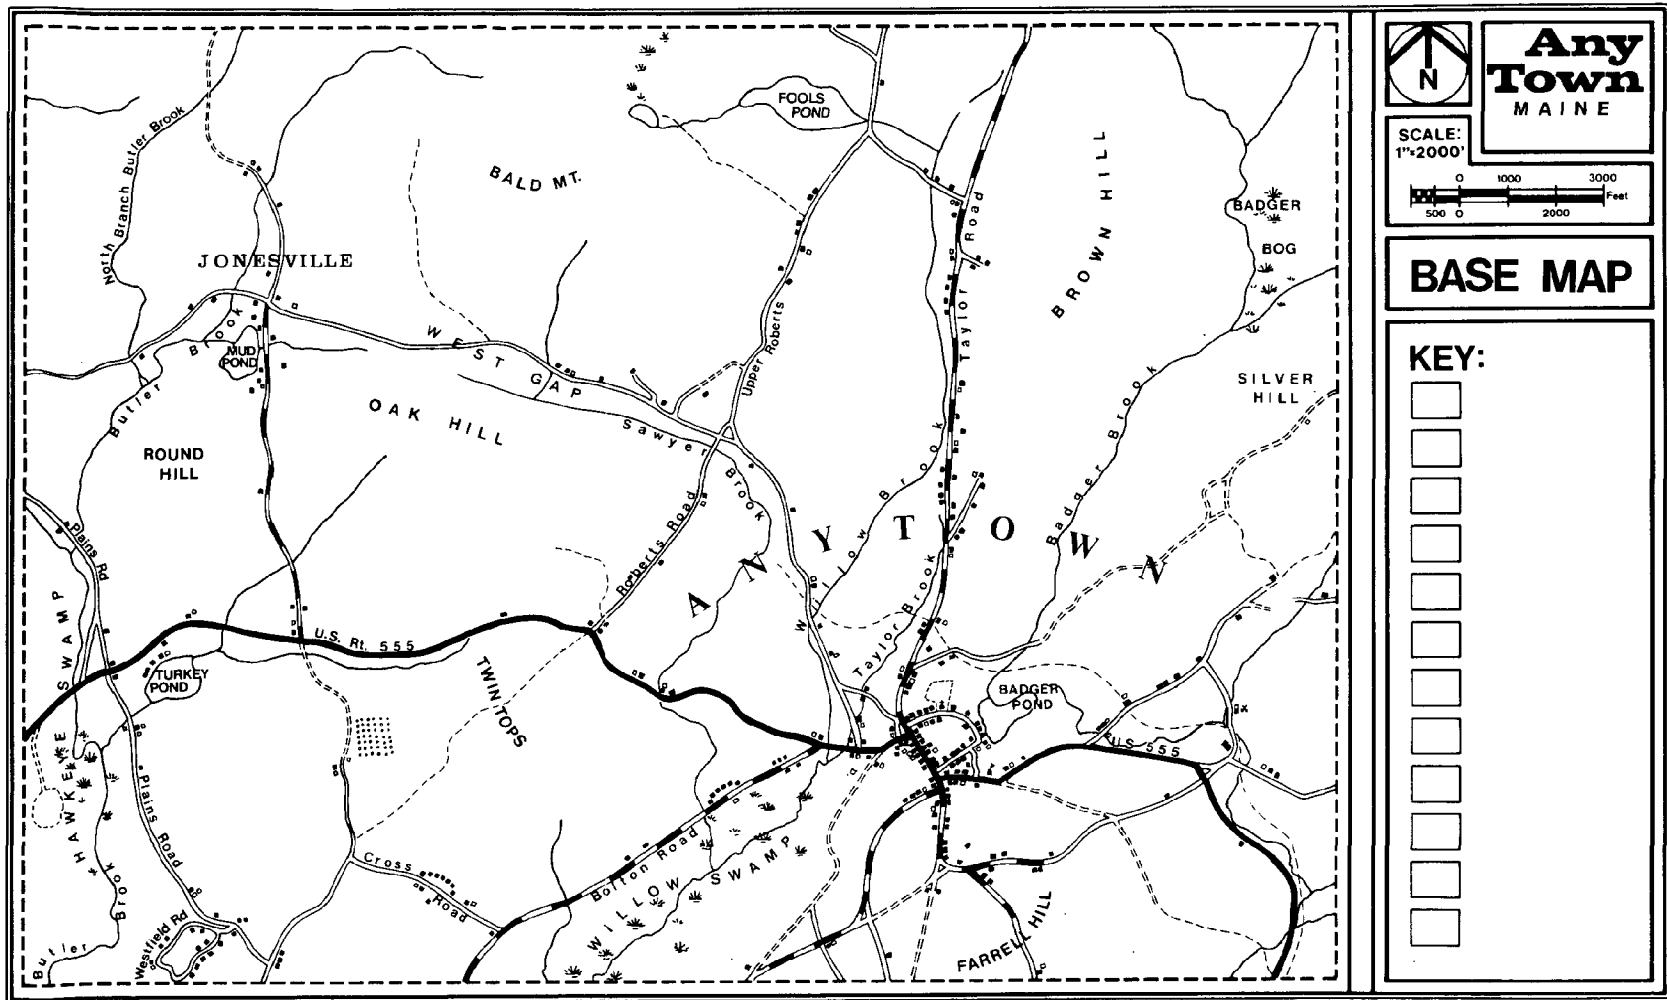 FOOLS
POND
North Branch Butler Brook
BALD MT.
JONESVILLE
Butler Brook
MUD
POND
WEST GAP
OAK HILL
Sawyer Brook
ROUND
HILL
Upper Roberts
Roberts Road
Taylor Road
BROWN HILL
BADGER
BOG
SILVER
HILL
Badger Brook
Willow Brook
Taylor Brook
ANYTOWN
Plains Rd
HAWKEYE SWAMP
U.S. Rt. 555
TURKEY
POND
TWIN TOPS
BADGER
POND
US 555
Plains Road
Cross Road
Bolton Road
WILLOW SWAMP
Westfield Rd
Butler Brook
FARRELL HILL
N
Any
Town
MAINE
SCALE:
1"=2000'
0 1000 3000
Feet
500 0 2000
BASE MAP
KEY: